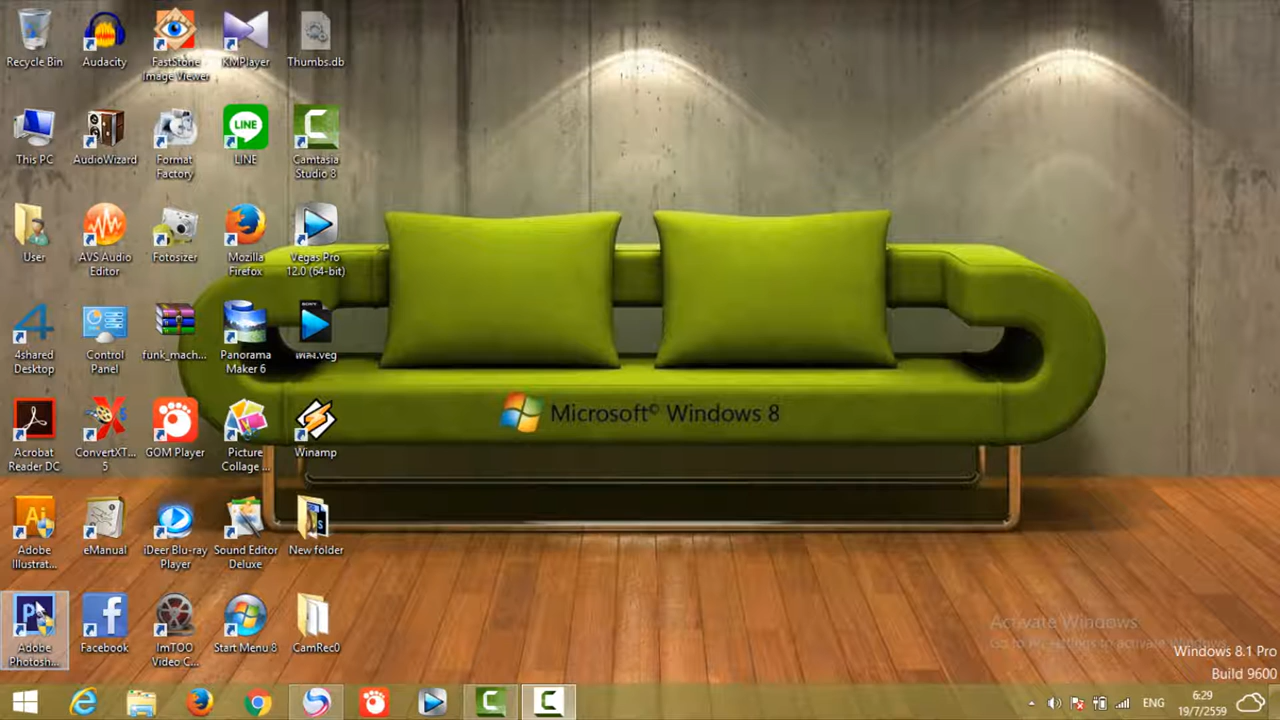 Recycle Bin
Audacity
FastStone
Image Viewer
KMPlayer
Thumbs.db
This PC
AudioWizard
Format
Factory
LINE
Camtasia
Studio 8
User
AVS Audio
Editor
Fotosizer
Mozilla
Firefox
Vegas Pro
12.0 (64-bit)
4shared
Desktop
Control
Panel
funk_mach...
Panorama
Maker 6
Acrobat
Reader DC
ConvertXT...
5
GOM Player
Picture
Collage ...
Winamp
Microsoft© Windows 8
Adobe
Illustrat...
eManual
iDeer Blu-ray
Player
Sound Editor
Deluxe
New folder
Adobe
Photosh...
Facebook
ImTOO
Video C...
Start Menu 8
CamRec0
Activate Windows
Windows 8.1 Pro
Build 9600
ENG
6:29
19/7/2559